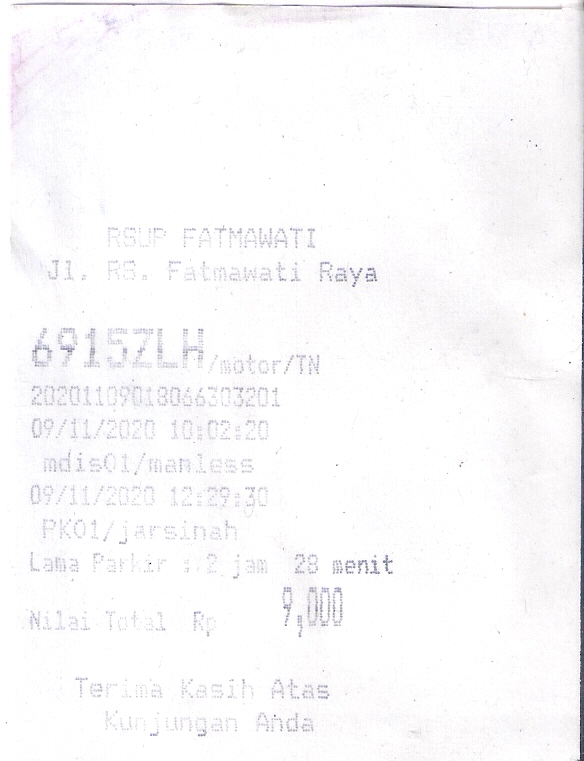 RSUP FATMAWATI
Jl. RS. Fatmawati Raya
6915ZLH/motor/TN
20201109018066303201
09/11/2020 10:02:20
mdis01/manless
09/11/2020 12:29:30
PK01/jarsinah
Lama Parkir : 2 jam 28 menit
Nilai Total Rp 9,000
Terima Kasih Atas
Kunjungan Anda